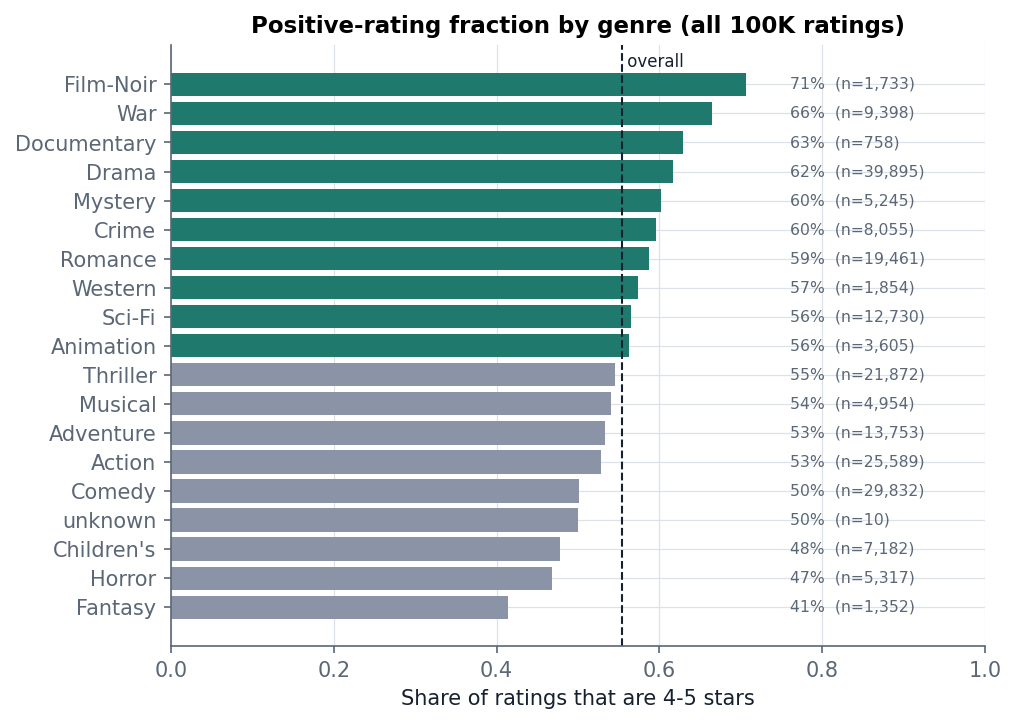 Positive-rating fraction by genre (all 100K ratings)
overall
Film-Noir 71% (n=1,733)
War 66% (n=9,398)
Documentary 63% (n=758)
Drama 62% (n=39,895)
Mystery 60% (n=5,245)
Crime 60% (n=8,055)
Romance 59% (n=19,461)
Western 57% (n=1,854)
Sci-Fi 56% (n=12,730)
Animation 56% (n=3,605)
Thriller 55% (n=21,872)
Musical 54% (n=4,954)
Adventure 53% (n=13,753)
Action 53% (n=25,589)
Comedy 50% (n=29,832)
unknown 50% (n=10)
Children's 48% (n=7,182)
Horror 47% (n=5,317)
Fantasy 41% (n=1,352)
0.0 0.2 0.4 0.6 0.8 1.0
Share of ratings that are 4-5 stars